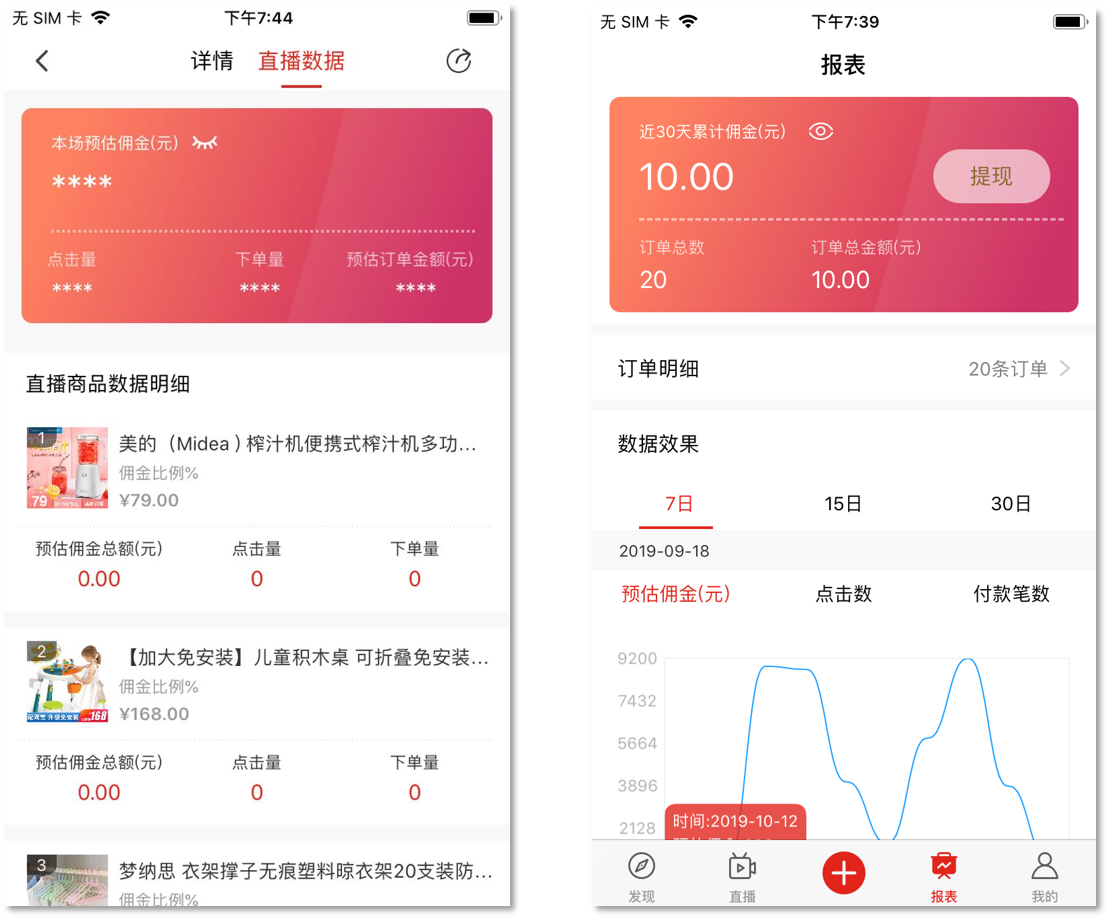 无 SIM 卡
下午7:44
详情
直播数据
本场预估佣金(元)
****
点击量
下单量
预估订单金额(元)
****
****
****
直播商品数据明细
1
79
美的（Midea）榨汁机便携式榨汁机多功...
佣金比例%
¥79.00
预估佣金总额(元)
点击量
下单量
0.00
0
0
2
168
【加大免安装】儿童积木桌 可折叠免安装...
佣金比例%
¥168.00
预估佣金总额(元)
点击量
下单量
0.00
0
0
3
梦纳思 衣架撑子无痕塑料晾衣架20支装防...
佣金比例%
无 SIM 卡
下午7:39
报表
近30天累计佣金(元)
10.00
提现
订单总数
订单总金额(元)
20
10.00
订单明细
20条订单
数据效果
7日
15日
30日
2019-09-18
预估佣金(元)
点击数
付款笔数
9200
7432
5664
3896
2128
时间:2019-10-12
发现
直播
报表
我的